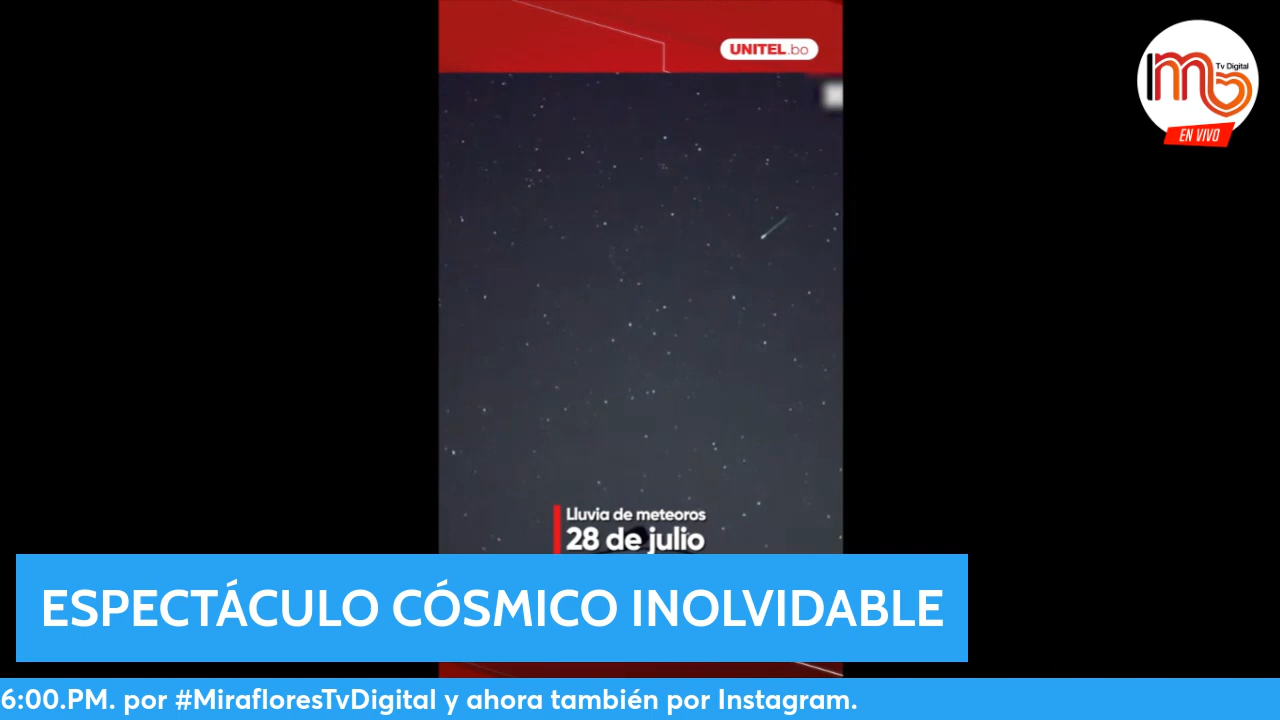 UNITEL.bo
Tv Digital
EN VIVO
Lluvia de meteoros
28 de julio
ESPECTÁCULO CÓSMICO INOLVIDABLE
6:00.PM. por #MirafloresTvDigital y ahora también por Instagram.